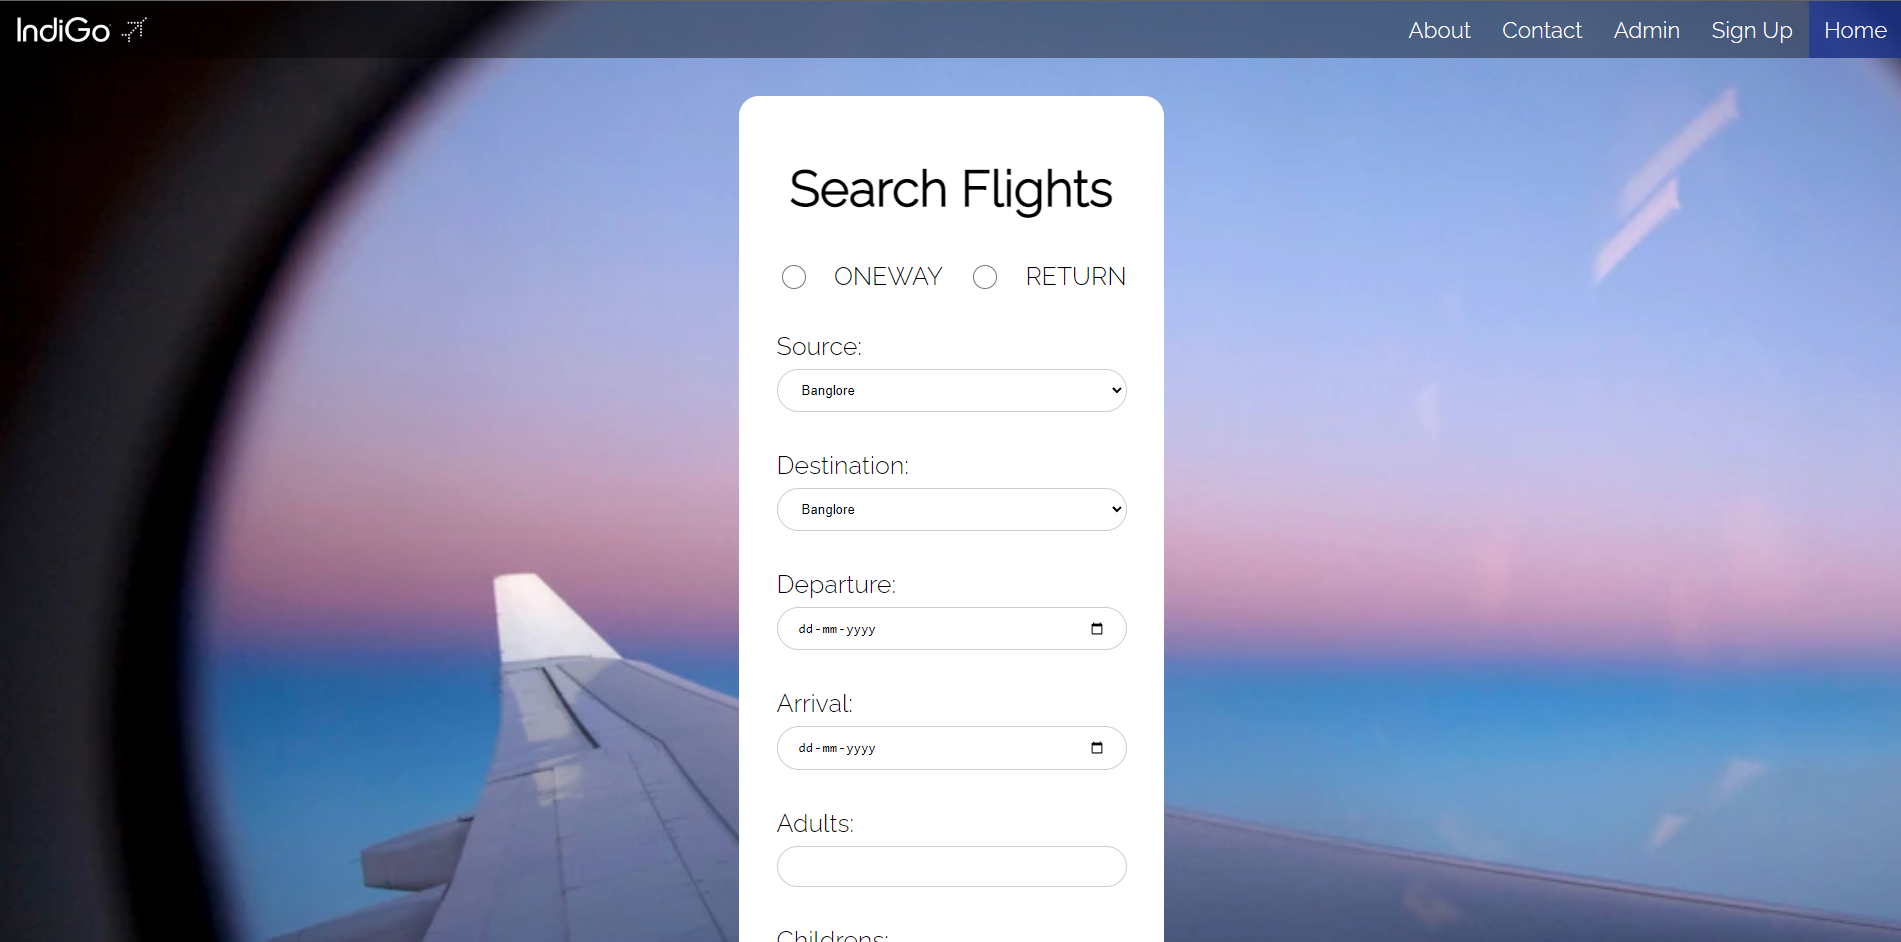 IndiGo
About Contact Admin Sign Up Home
Search Flights
ONEWAY RETURN
Source:
Banglore
Destination:
Banglore
Departure:
dd-mm-yyyy
Arrival:
dd-mm-yyyy
Adults:
Childrens: